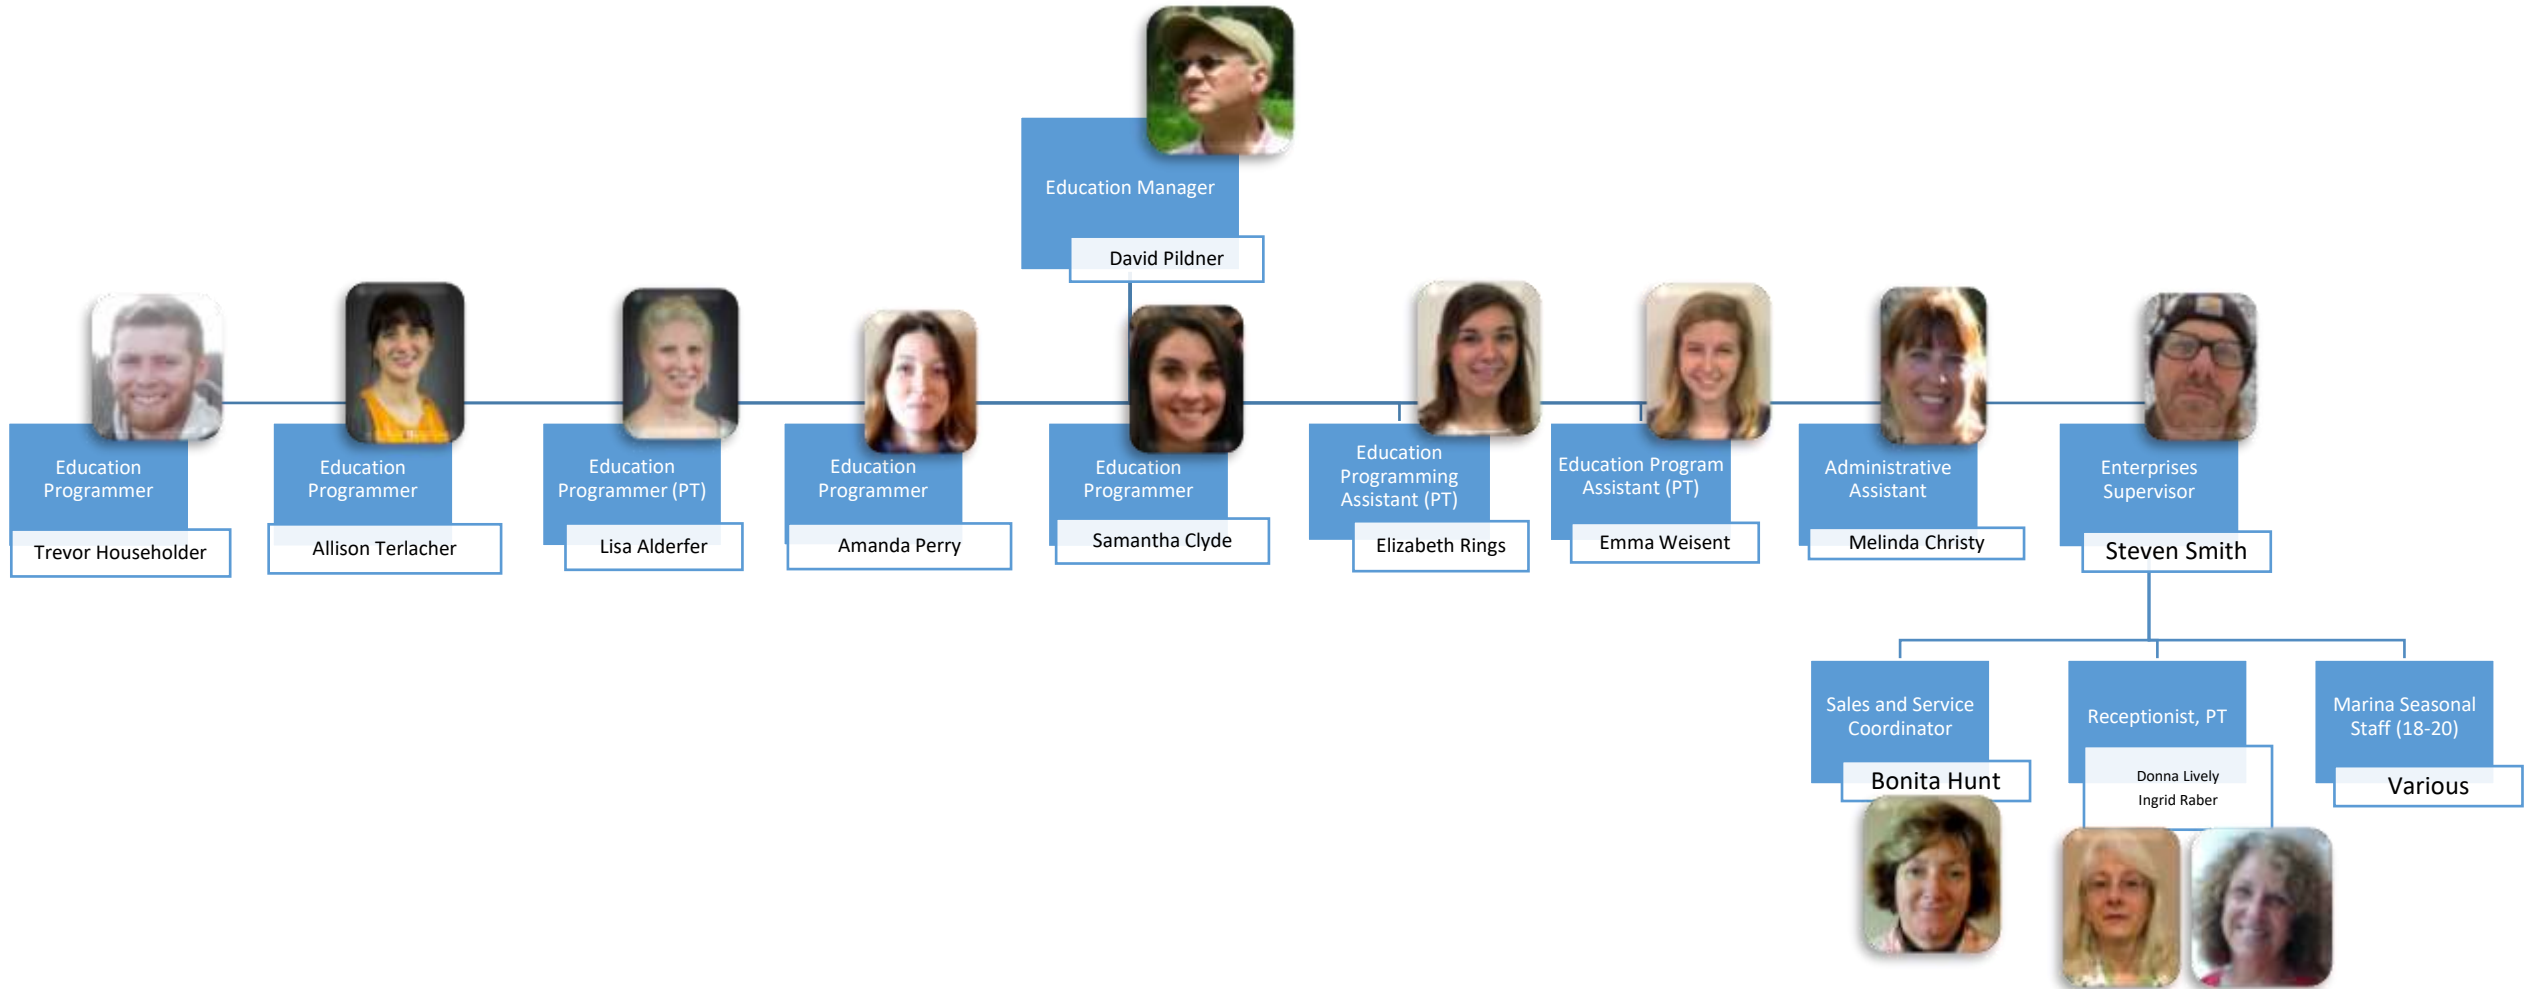 Education Manager
David Pildner
Education
Programmer
Trevor Householder
Education
Programmer
Allison Terlacher
Education
Programmer (PT)
Lisa Alderfer
Education
Programmer
Amanda Perry
Education
Programmer
Samantha Clyde
Education
Programming
Assistant (PT)
Elizabeth Rings
Education Program
Assistant (PT)
Emma Weisent
Administrative
Assistant
Melinda Christy
Enterprises
Supervisor
Steven Smith
Sales and Service
Coordinator
Bonita Hunt
Receptionist, PT
Donna Lively
Ingrid Raber
Marina Seasonal
Staff (18-20)
Various